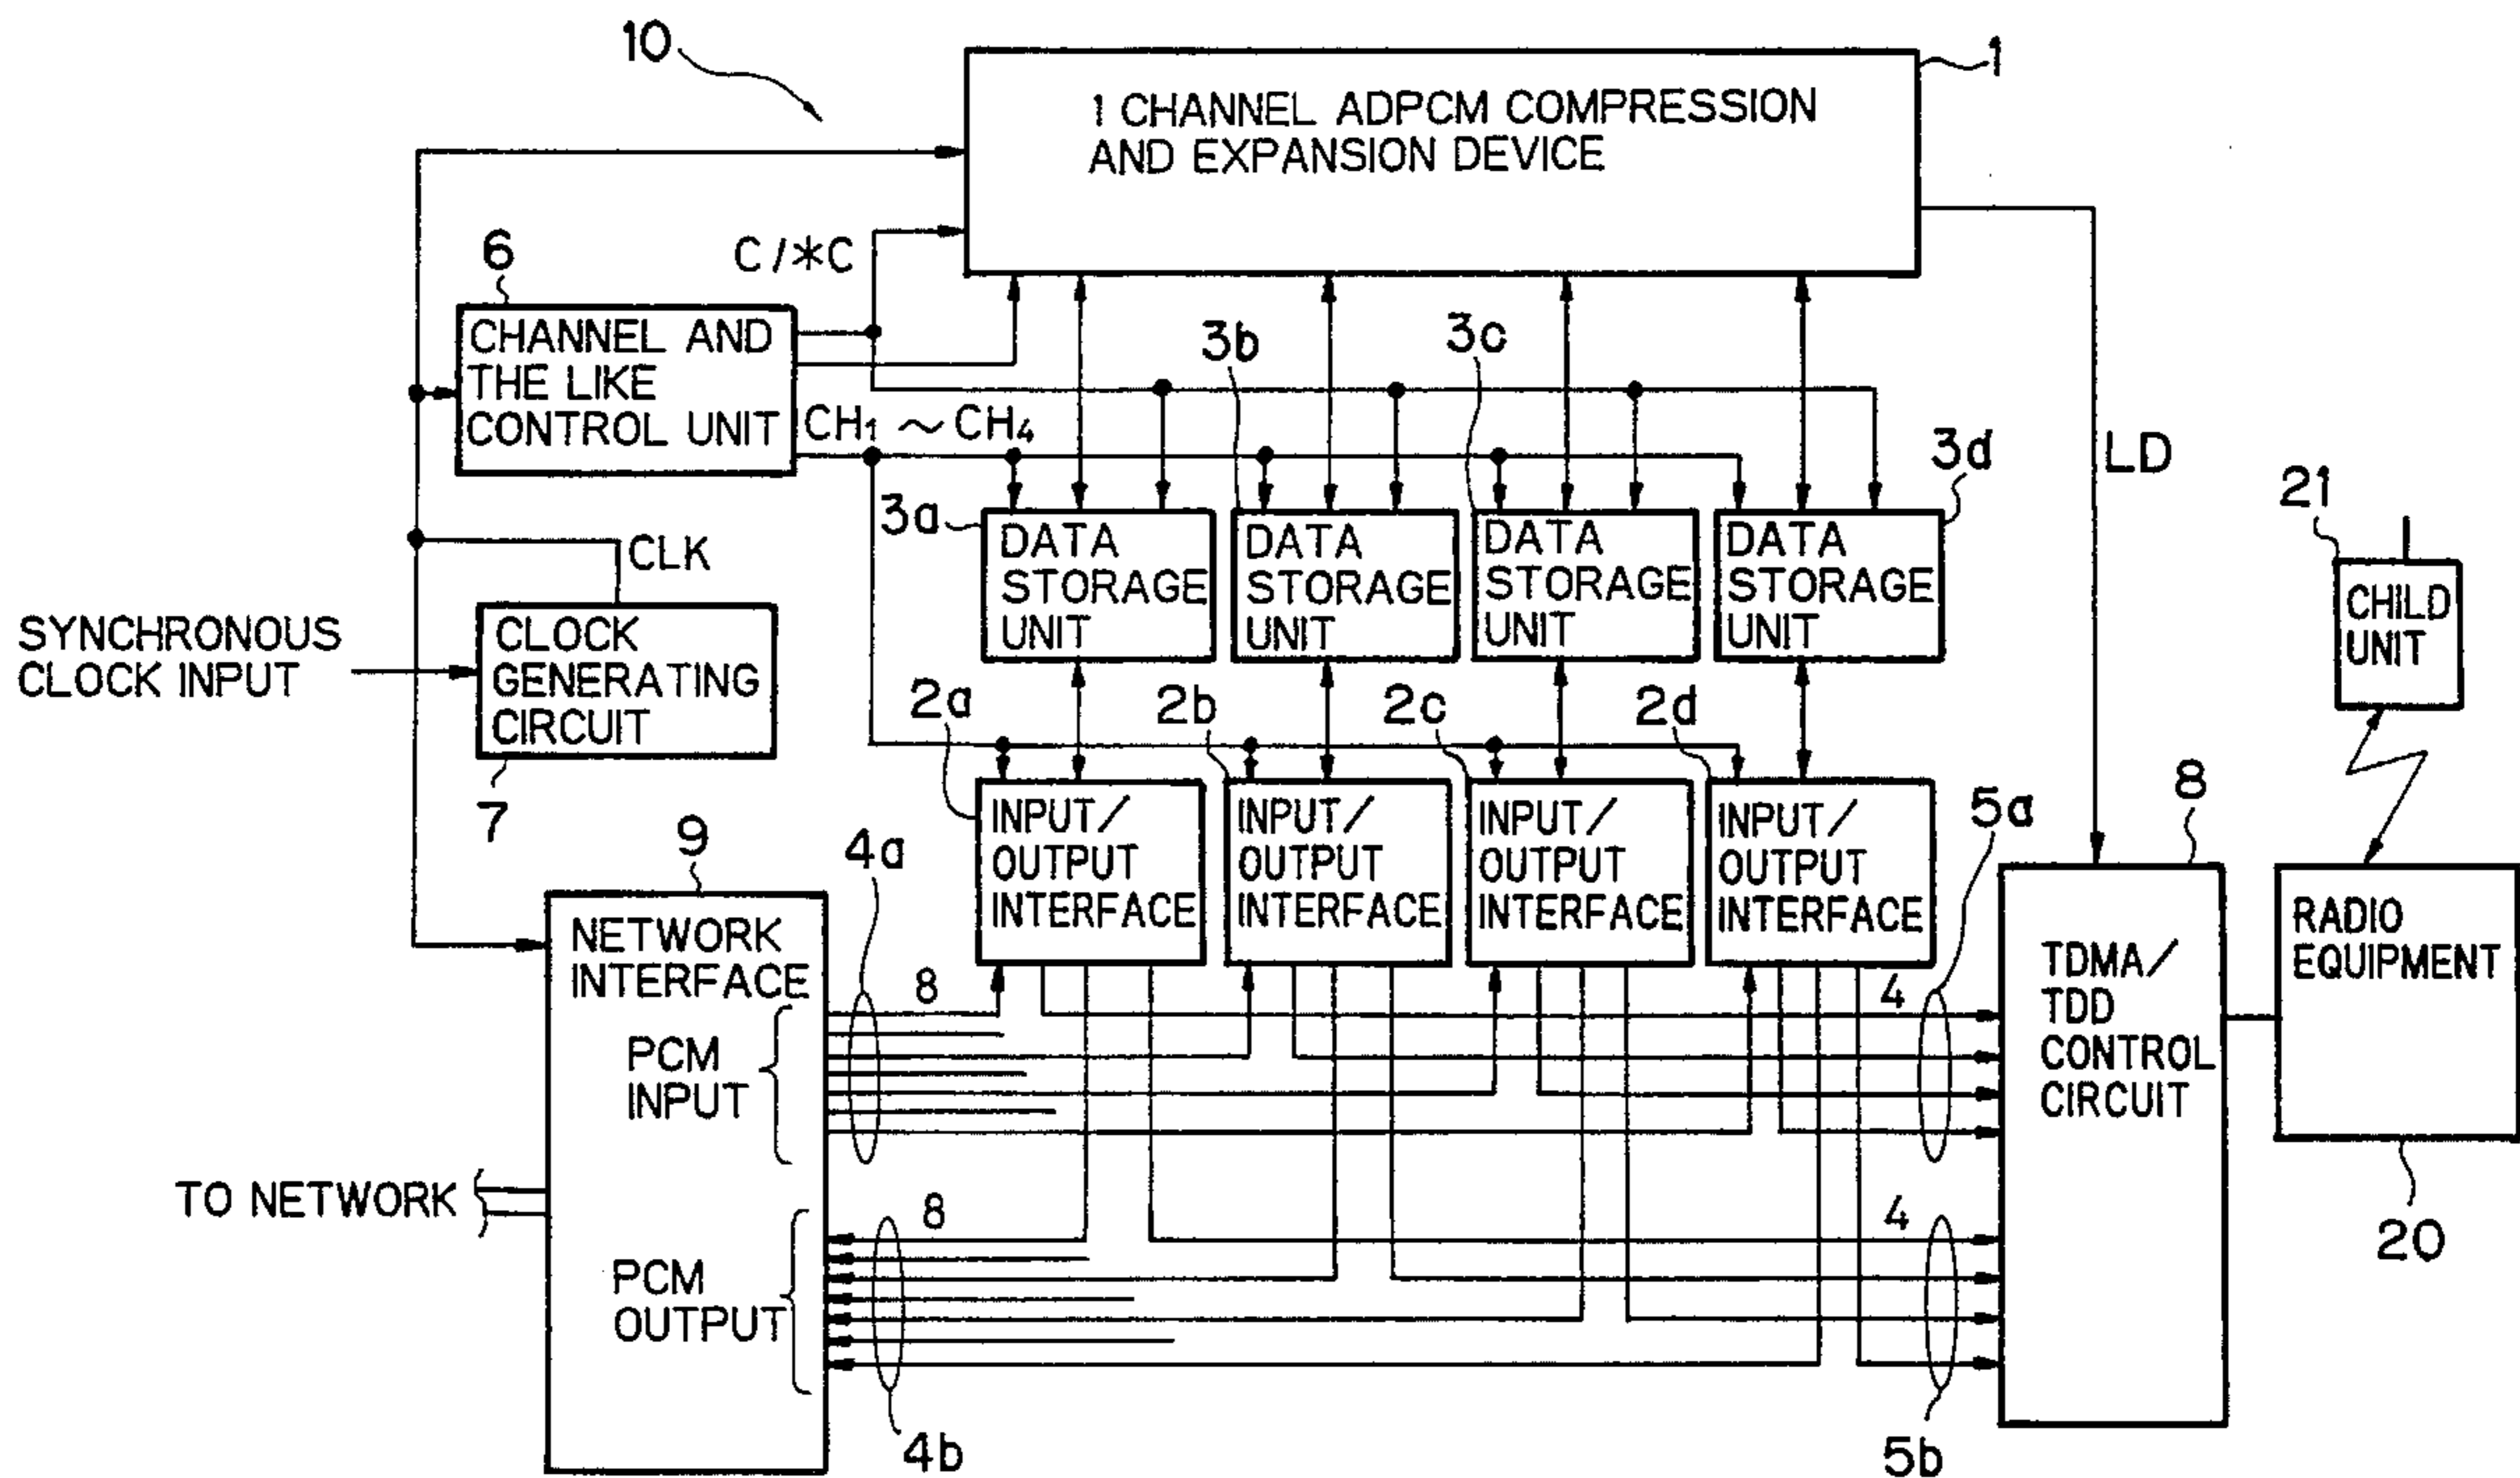 10
1
1 CHANNEL ADPCM COMPRESSION
AND EXPANSION DEVICE
C/*C
6
CHANNEL AND
THE LIKE
CONTROL UNIT
CH1 ~ CH4
3a
3b
3c
3d
LD
DATA
STORAGE
UNIT
DATA
STORAGE
UNIT
DATA
STORAGE
UNIT
DATA
STORAGE
UNIT
21
CHILD
UNIT
CLK
SYNCHRONOUS
CLOCK INPUT
CLOCK
GENERATING
CIRCUIT
7
2a
2b
2c
2d
INPUT/
OUTPUT
INTERFACE
INPUT/
OUTPUT
INTERFACE
INPUT/
OUTPUT
INTERFACE
INPUT/
OUTPUT
INTERFACE
9
NETWORK
INTERFACE
4a
5a
8
8
4
PCM
INPUT
TDMA/
TDD
CONTROL
CIRCUIT
RADIO
EQUIPMENT
20
TO NETWORK
8
4
PCM
OUTPUT
4b
5b